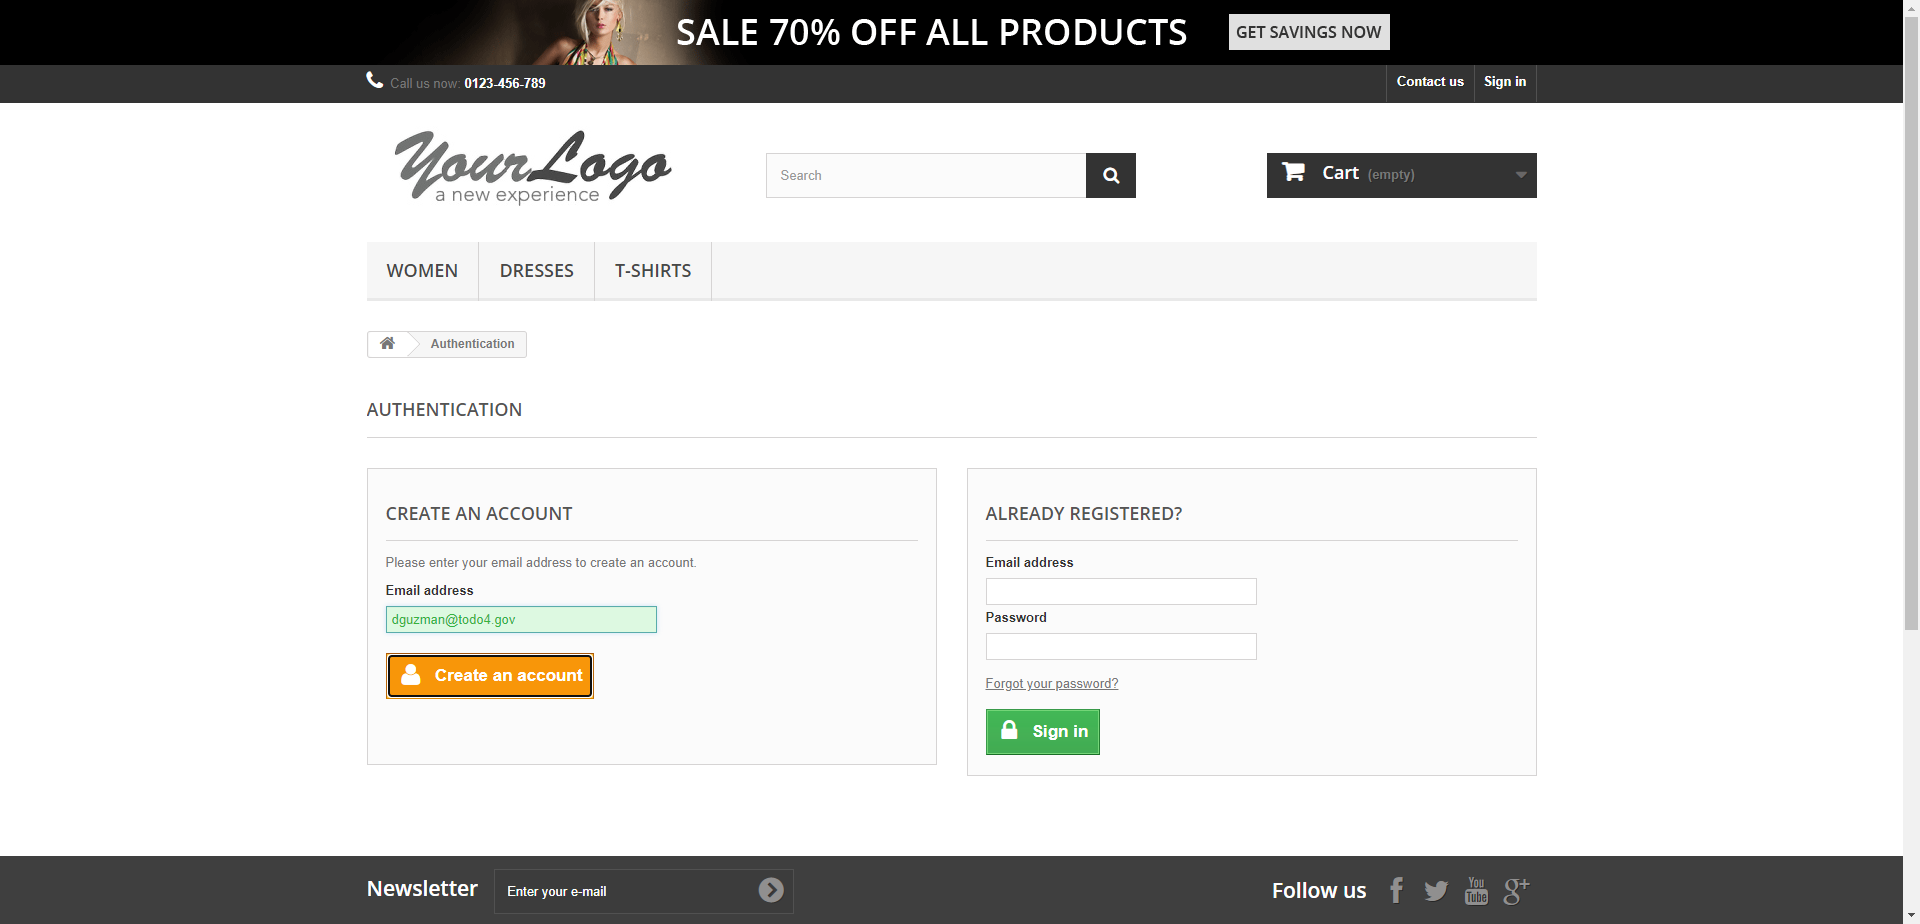 SALE 70% OFF ALL PRODUCTS GET SAVINGS NOW
Call us now: 0123-456-789
Contact us
Sign in
YourLogo
a new experience
Search
Cart (empty)
WOMEN
DRESSES
T-SHIRTS
Authentication
AUTHENTICATION
CREATE AN ACCOUNT
Please enter your email address to create an account.
Email address
dguzman@todo4.gov
Create an account
ALREADY REGISTERED?
Email address
Password
Forgot your password?
Sign in
Newsletter
Enter your e-mail
Follow us
You
Tube
g+